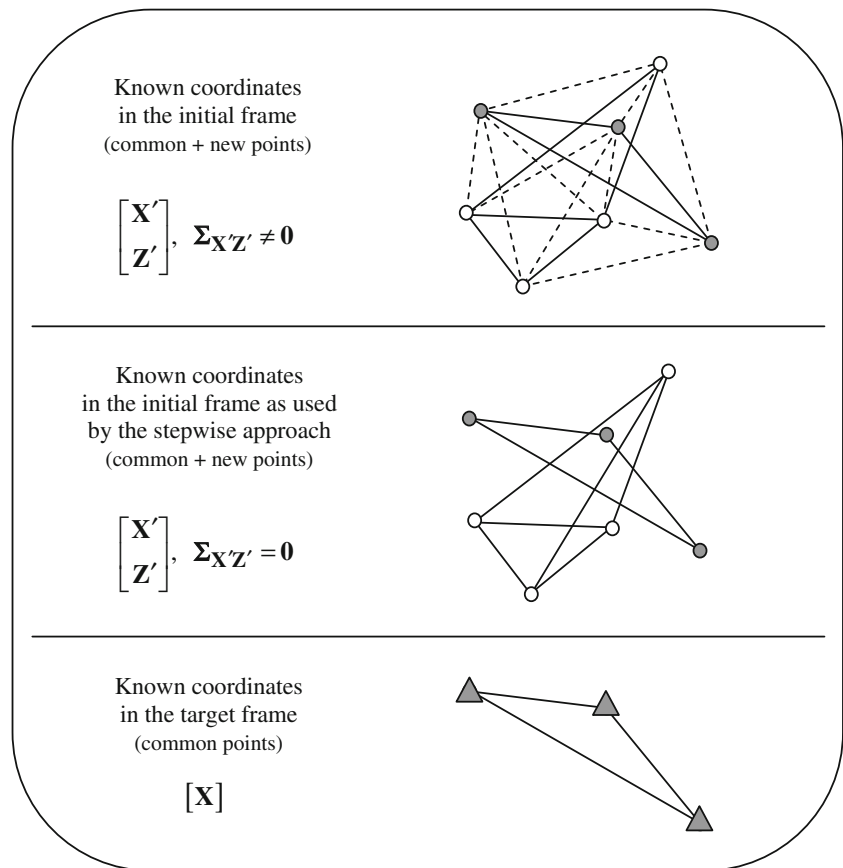 Known coordinates
in the initial frame
(common + new points)
[X′
Z′], Σ_X′Z′ ≠ 0
Known coordinates
in the initial frame as used
by the stepwise approach
(common + new points)
[X′
Z′], Σ_X′Z′ = 0
Known coordinates
in the target frame
(common points)
[X]